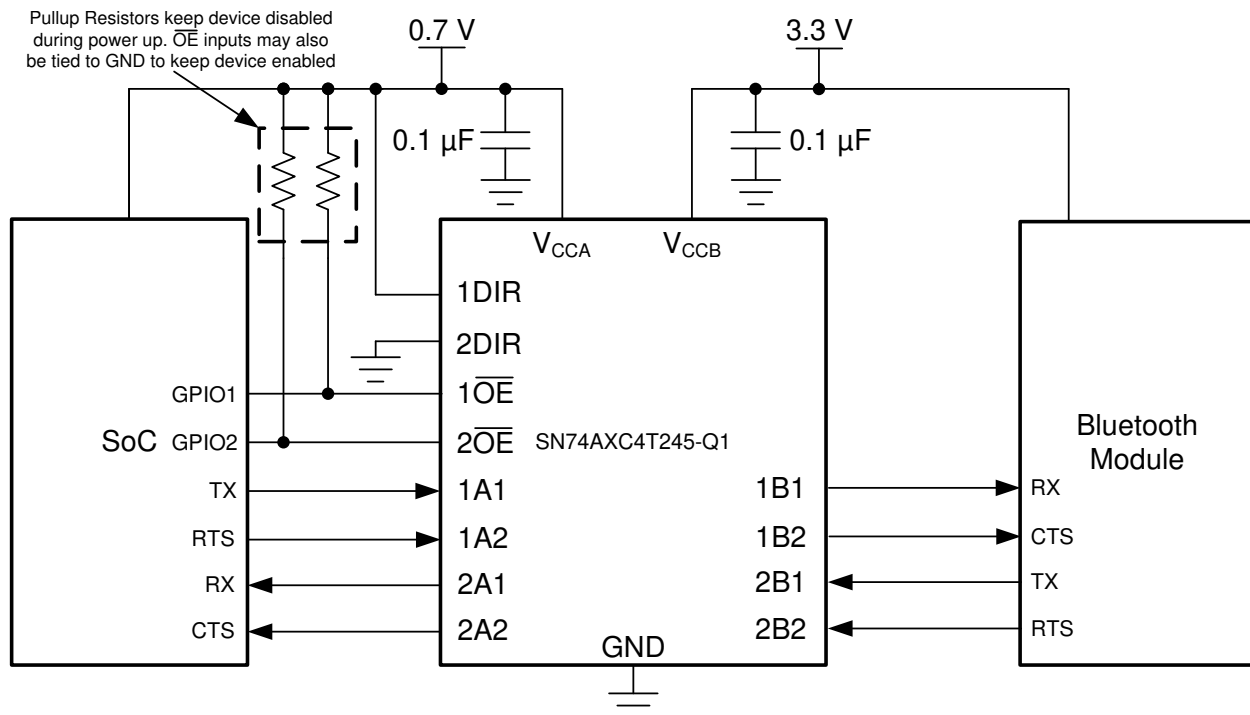 Pullup Resistors keep device disabled
during power up. O̅E̅ inputs may also
be tied to GND to keep device enabled
0.7 V
3.3 V
0.1 µF
0.1 µF
VCCA
VCCB
1DIR
2DIR
GPIO1
1O̅E̅
SoC
GPIO2
2O̅E̅
SN74AXC4T245-Q1
Bluetooth
Module
TX
1A1
1B1
RX
RTS
1A2
1B2
CTS
RX
2A1
2B1
TX
CTS
2A2
2B2
RTS
GND